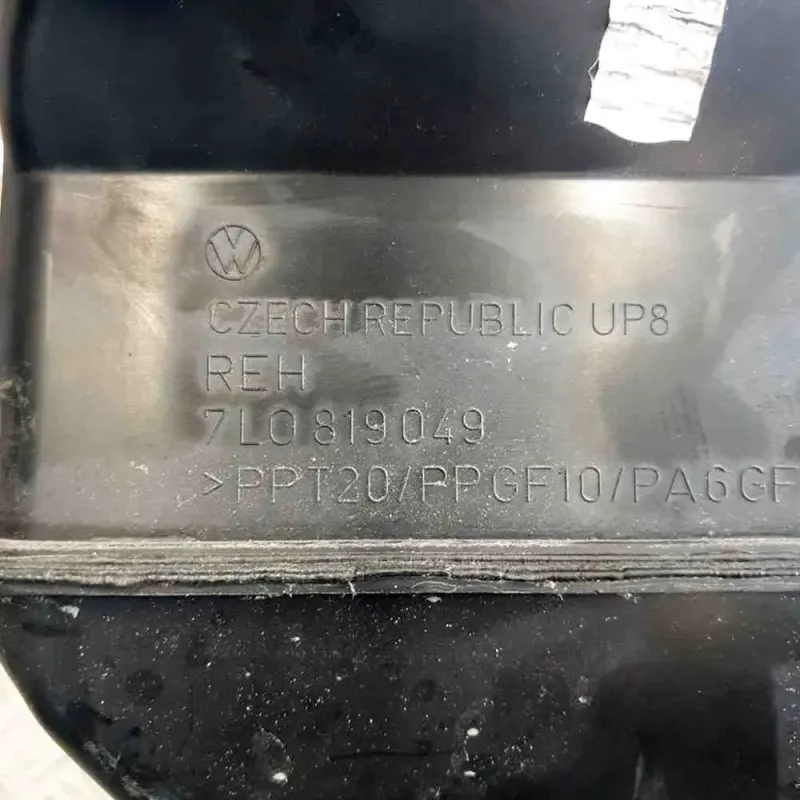 CZECH REPUBLIC UP8
REH
7L0 819 049
>PPT20/PPGF10/PA6GF